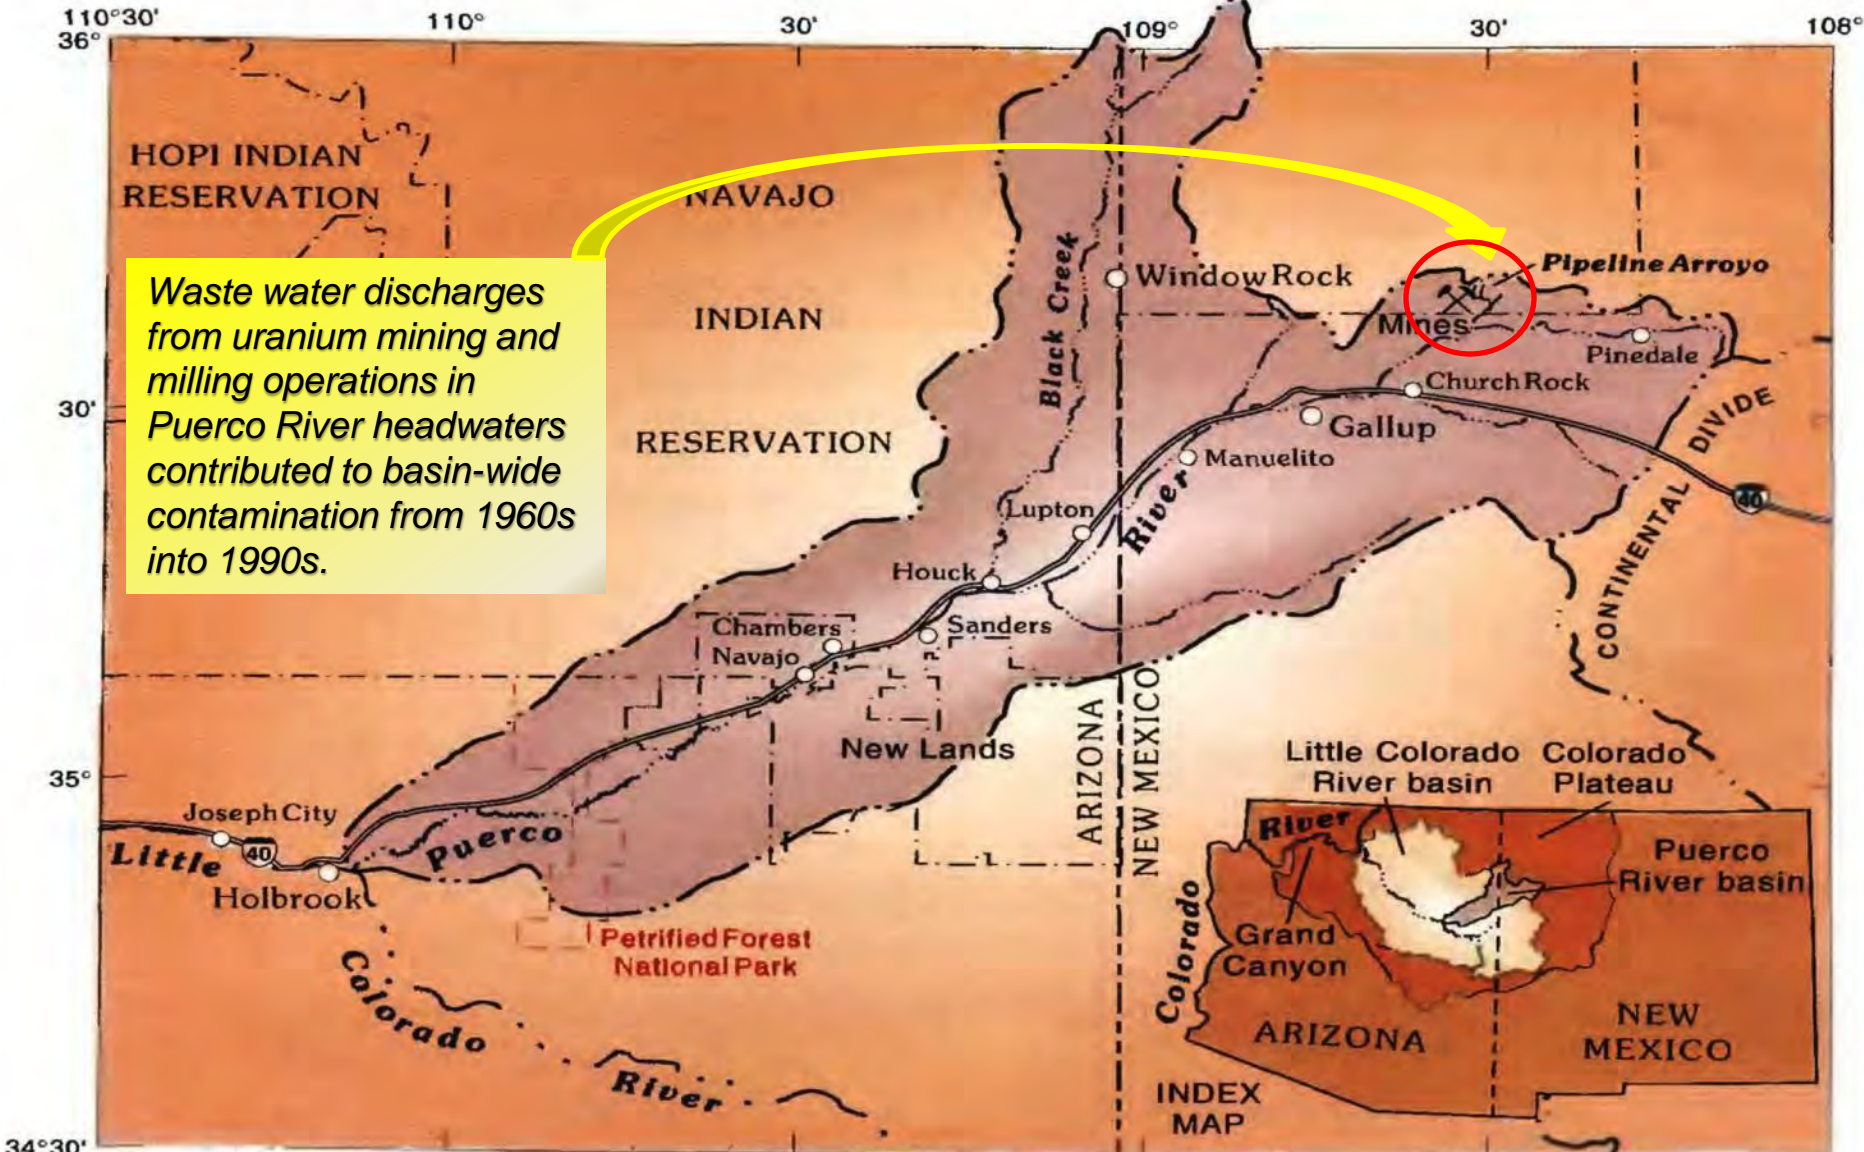 110°30'
110°
30'
109°
30'
108°
36°
HOPI INDIAN
RESERVATION
NAVAJO
INDIAN
RESERVATION
Waste water discharges
from uranium mining and
milling operations in
Puerco River headwaters
contributed to basin-wide
contamination from 1960s
into 1990s.
Black Creek
Window Rock
Pipeline Arroyo
Mines
Pinedale
Church Rock
30'
Gallup
Manuelito
CONTINENTAL DIVIDE
40
Lupton
River
Houck
Sanders
Chambers
Navajo
New Lands
ARIZONA
NEW MEXICO
35°
Joseph City
40
Little
Puerco
Holbrook
Petrified Forest
National Park
Colorado
River
34°30'
Little Colorado
River basin
Colorado
Plateau
River
Puerco
River basin
Colorado
Grand
Canyon
ARIZONA
NEW
MEXICO
INDEX
MAP